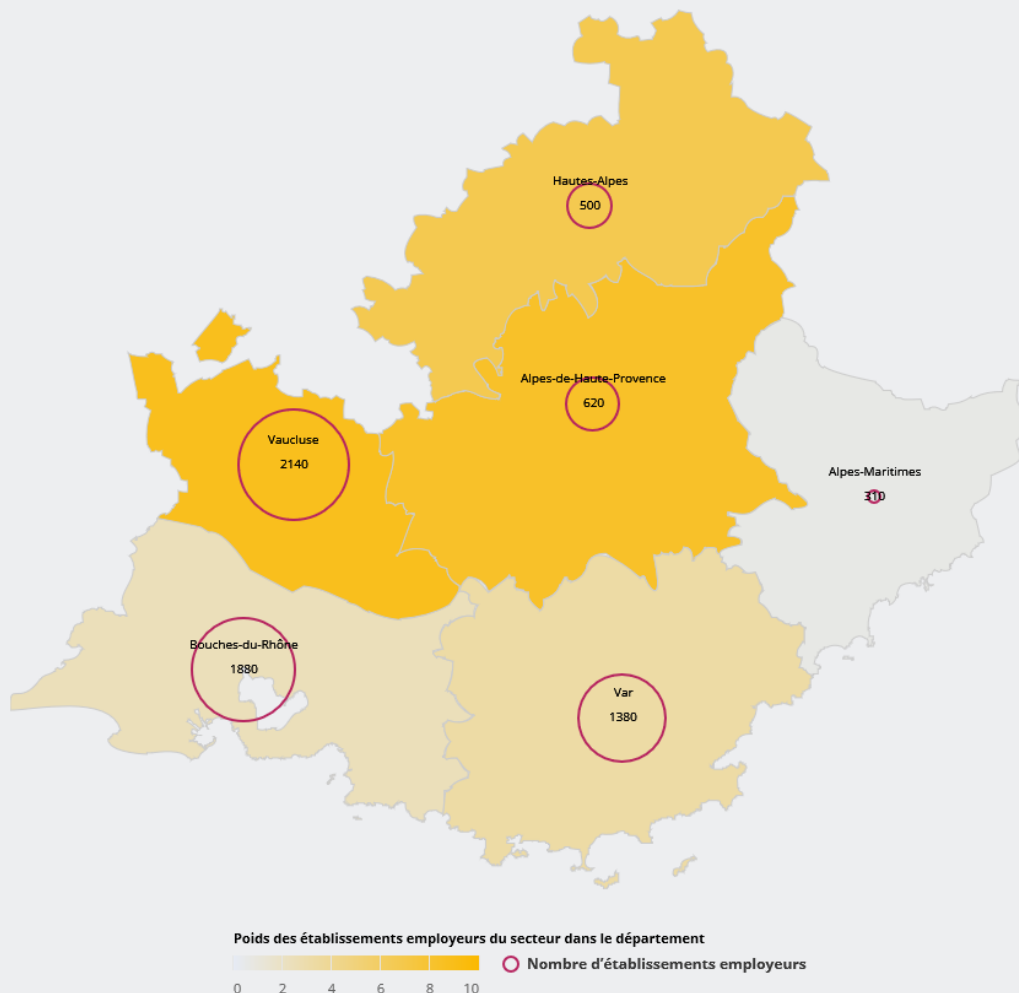 Hautes-Alpes
500
Alpes-de-Haute-Provence
620
Vaucluse
2140
Alpes-Maritimes
310
Bouches-du-Rhône
1880
Var
1380
Poids des établissements employeurs du secteur dans le département
Nombre d'établissements employeurs
0 2 4 6 8 10